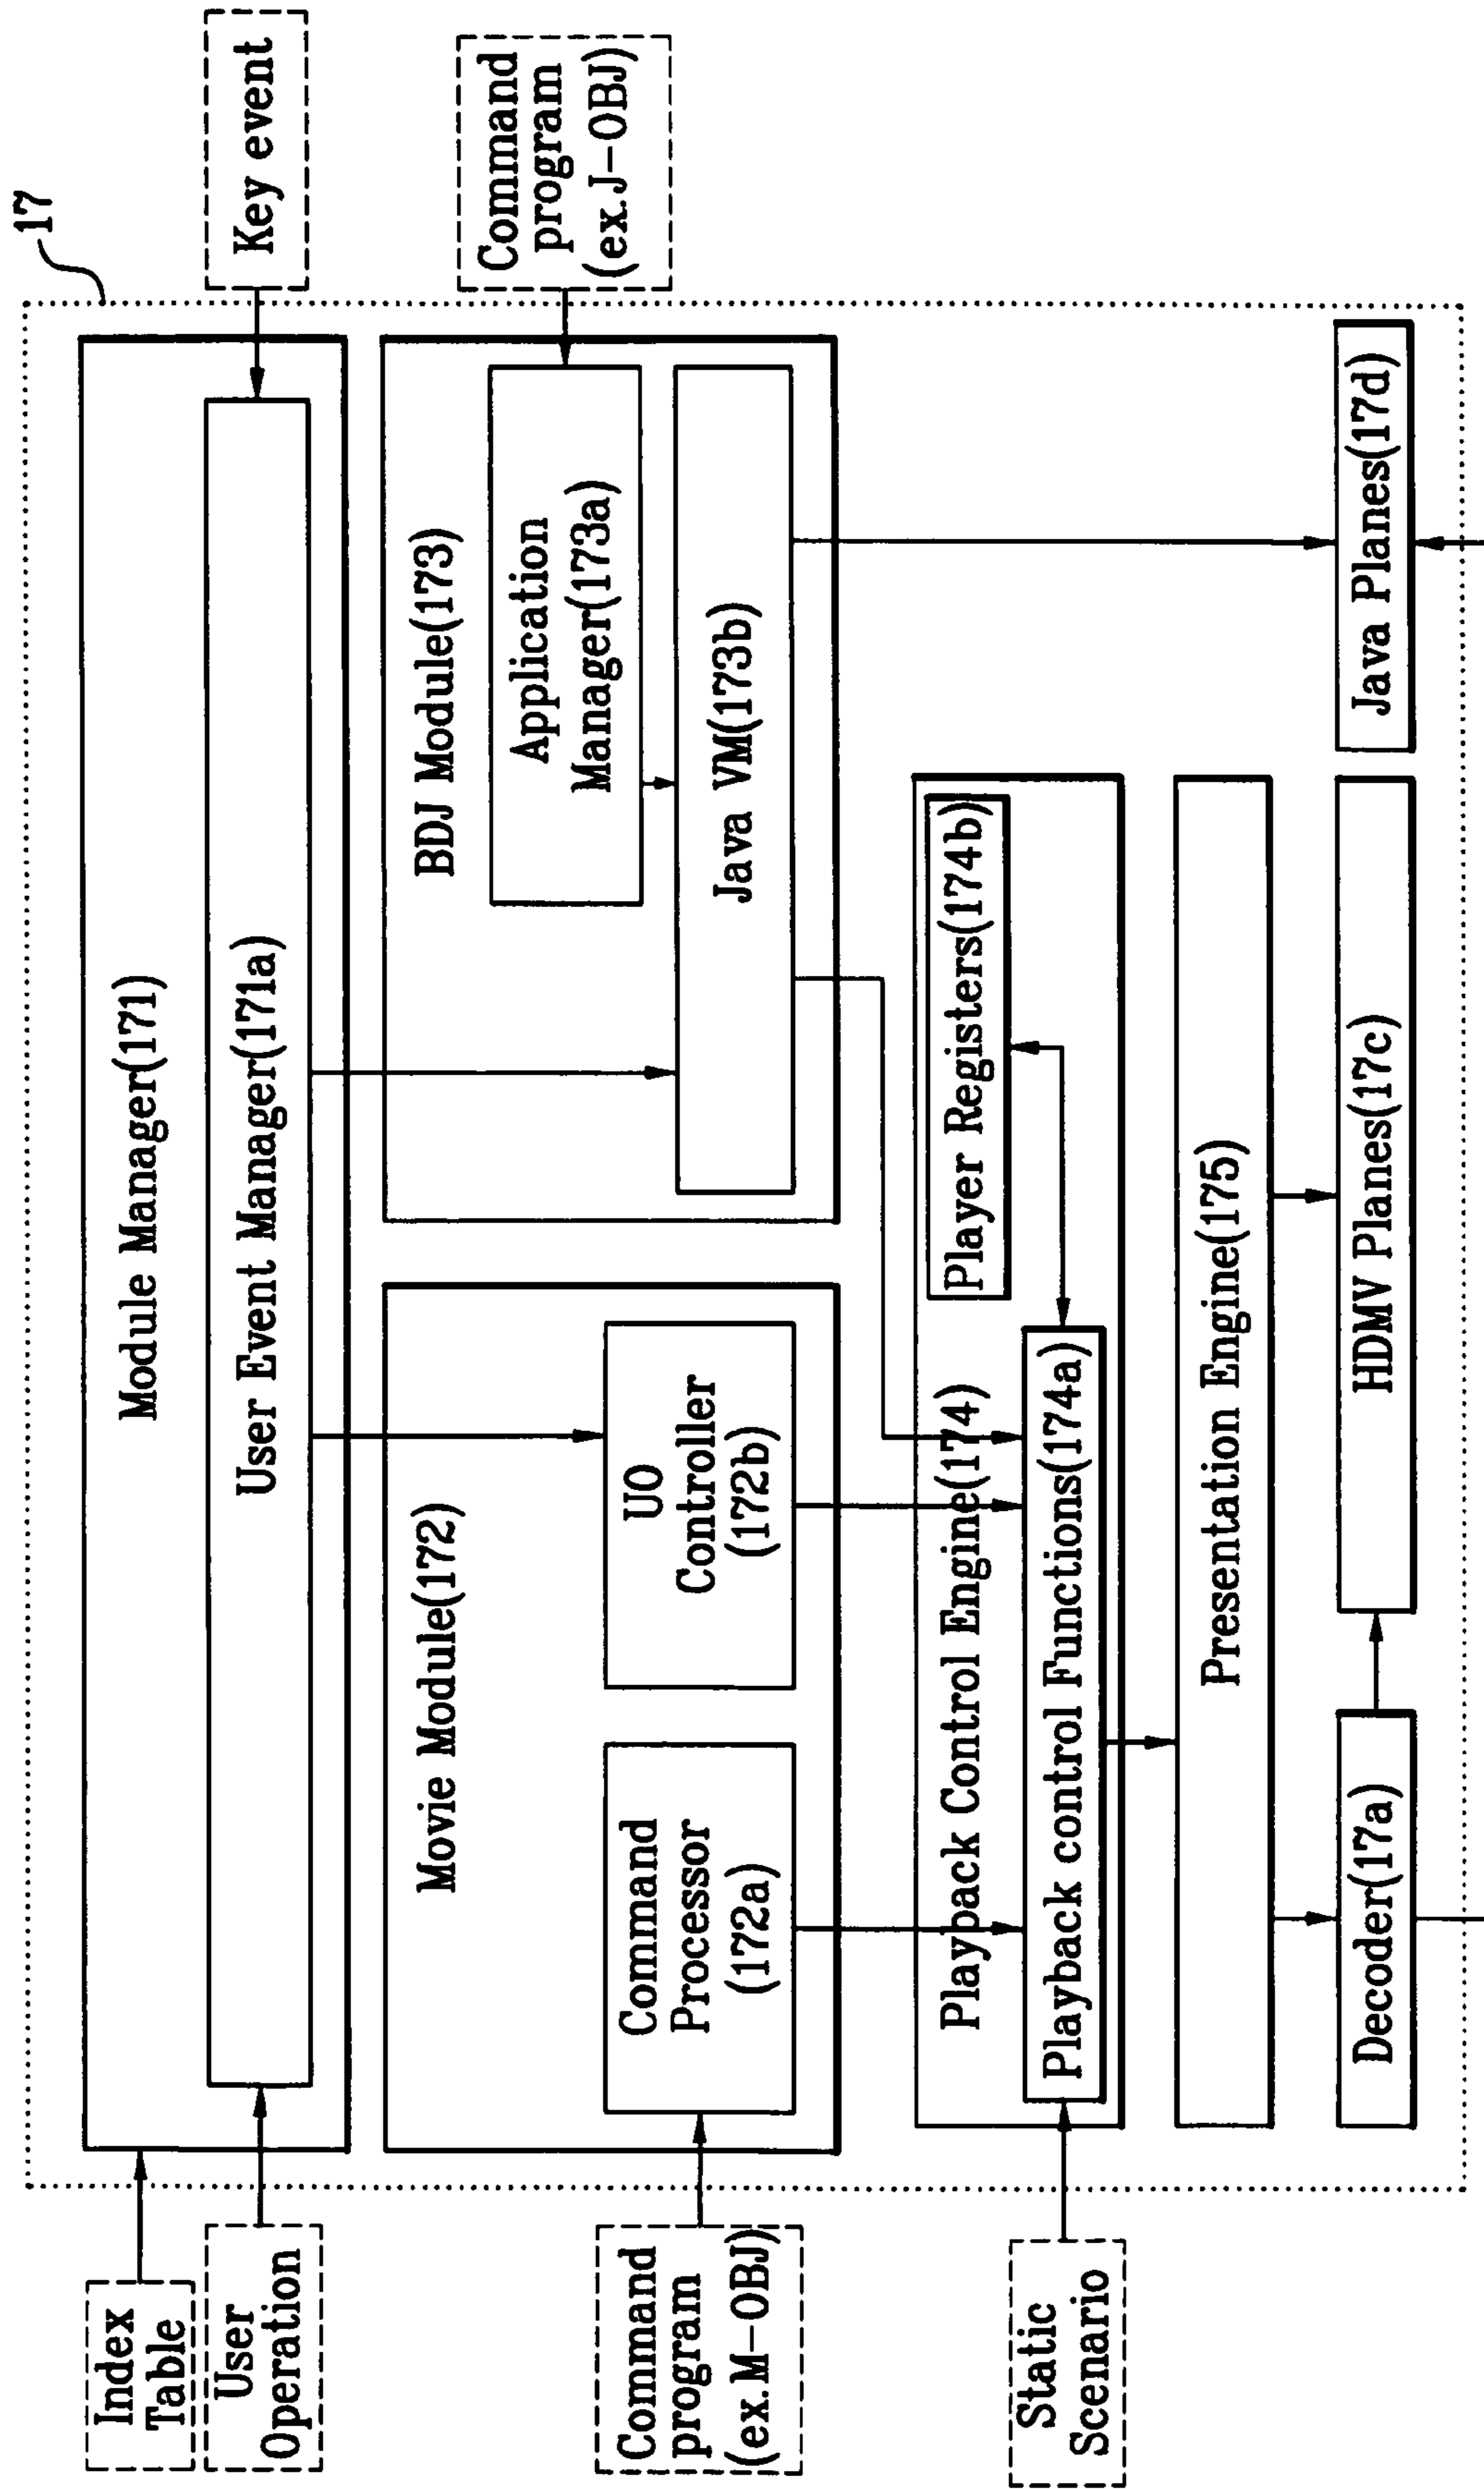 17
Index
Table
User
Operation
Key event
Module Manager(171)
User Event Manager(171a)
Command
program
(ex.M-OBJ)
Movie Module(172)
Command
Processor
(172a)
UO
Controller
(172b)
BDJ Module(173)
Application
Manager(173a)
Java VM(173b)
Command
program
(ex.J-OBJ)
Static
Scenario
Playback Control Engine(174)
Playback control Functions(174a)
Player Registers(174b)
Presentation Engine(175)
Decoder(17a)
HDMV Planes(17c)
Java Planes(17d)